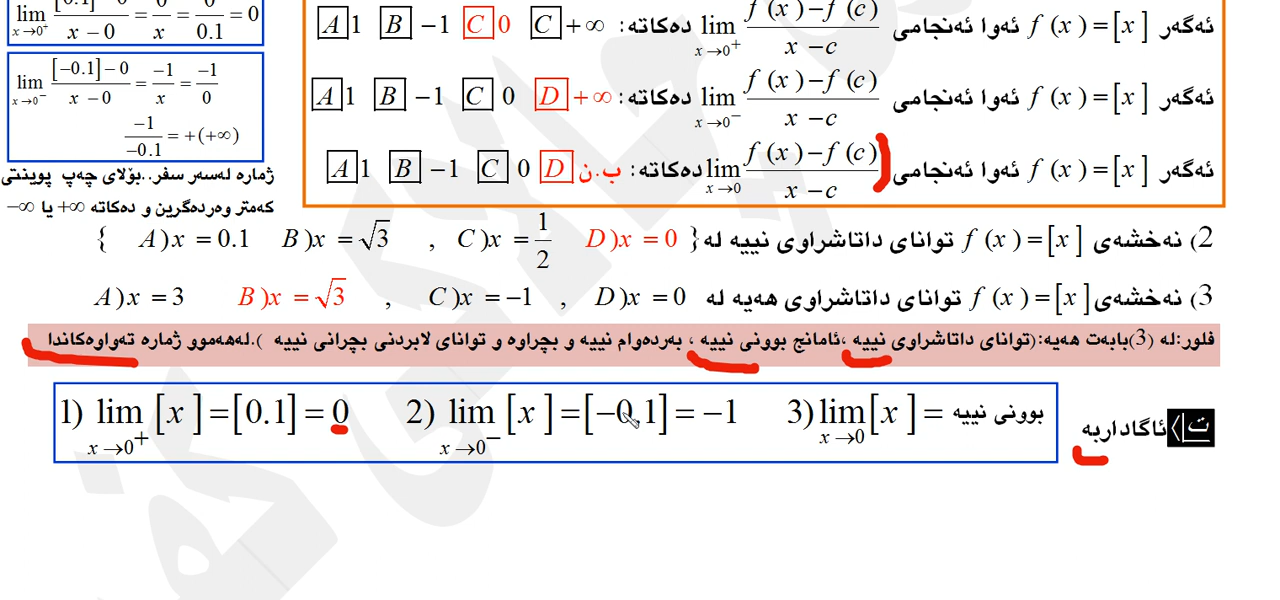 ئەگەر f (x) = [x] ئەوا ئەنجامی lim x→0⁺ f (x) − f (c) / x − c دەکاتە: A 1 B −1 C 0 C +∞
ئەگەر f (x) = [x] ئەوا ئەنجامی lim x→0⁻ f (x) − f (c) / x − c دەکاتە: A 1 B −1 C 0 D +∞
ئەگەر f (x) = [x] ئەوا ئەنجامی lim x→0 f (x) − f (c) / x − c دەکاتە: A 1 B −1 C 0 D ب.ن
lim x→0⁺ [0.1] − 0 / x − 0 = 0 / x = 0 / 0.1 = 0
lim x→0⁻ [−0.1] − 0 / x − 0 = −1 / x = −1 / 0
−1 / −0.1 = +(+∞)
ژمارە لەسەر سفر..بۆلای چەپ پوینتی
کەمتر وەردەگرین و دەکاتە ∞+ یا ∞−
2) نەخشەی f (x) = [x] توانای داتاشراوی نییە لە { A)x = 0.1 B)x = √3 , C)x = 1/2 D)x = 0 }
3) نەخشەی f (x) = [x] توانای داتاشراوی هەیە لە A)x = 3 B)x = √3 , C)x = −1 , D)x = 0
فلور:لە (3)بابەت هەیە:(توانای داتاشراوی نییە ،ئامانج بوونی نییە ، بەردەوام نییە و بچراوە و توانای لابردنی بچرانی نییە ).لەهەموو ژمارە تەواوەکاندا
ت ئاگاداربە
1) lim x→0⁺ [x] = [0.1] = 0 2) lim x→0⁻ [x] = [−0.1] = −1 3) lim x→0 [x] = بوونی نییە